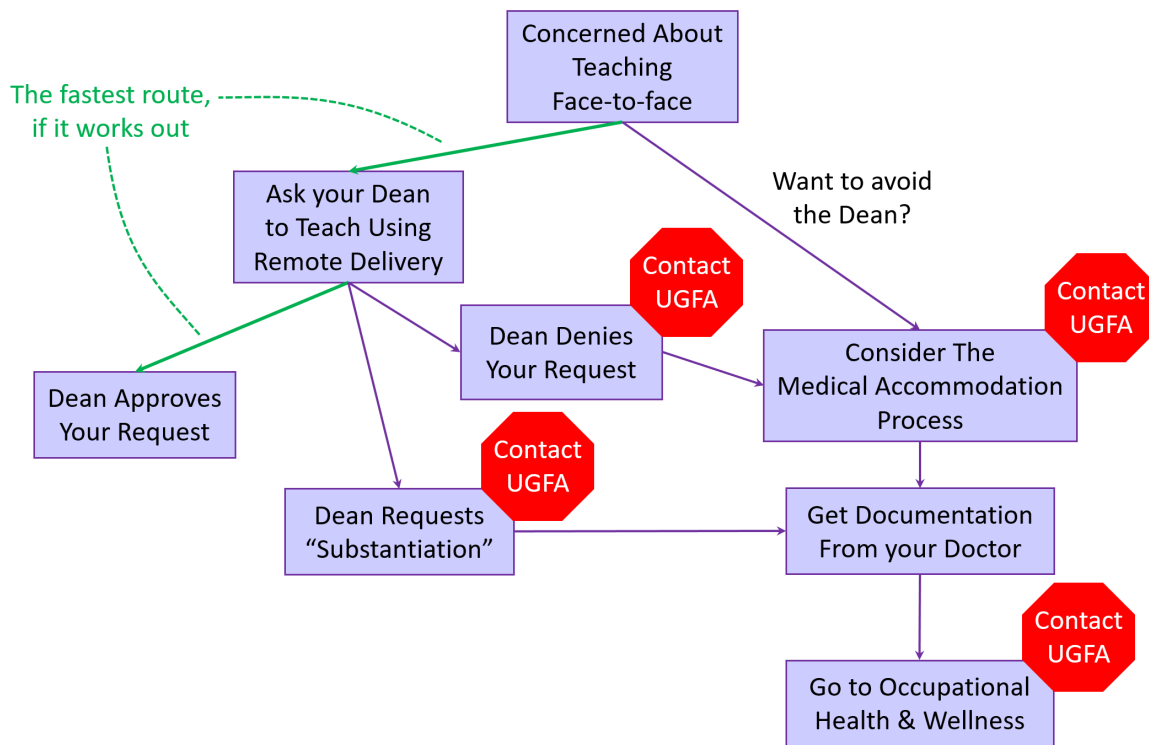 Concerned About
Teaching
Face-to-face
The fastest route,
if it works out
Want to avoid
the Dean?
Ask your Dean
to Teach Using
Remote Delivery
Contact
UGFA
Contact
UGFA
Dean Denies
Your Request
Consider The
Medical Accommodation
Process
Dean Approves
Your Request
Contact
UGFA
Dean Requests
“Substantiation”
Get Documentation
From your Doctor
Contact
UGFA
Go to Occupational
Health & Wellness